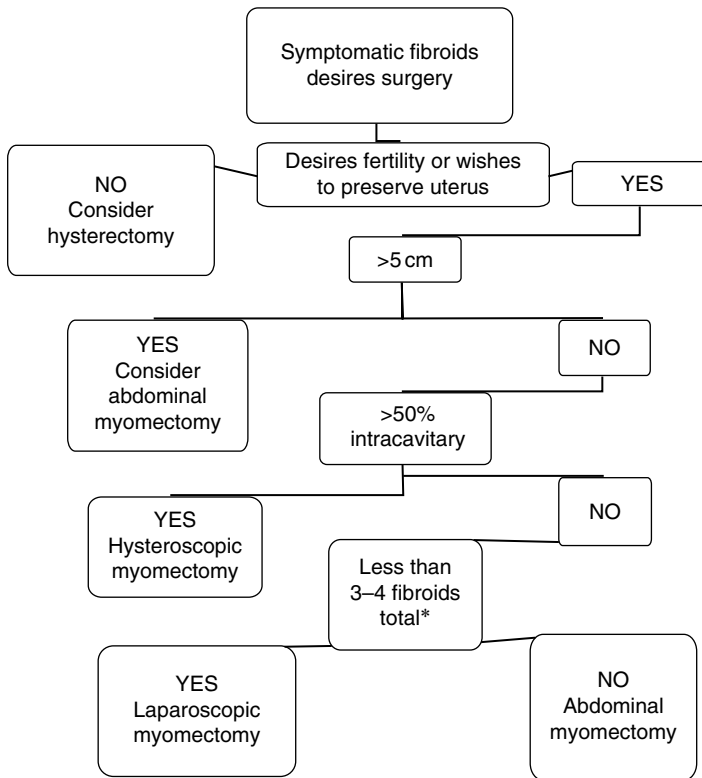 Symptomatic fibroids
desires surgery
Desires fertility or wishes
to preserve uterus
NO
Consider
hysterectomy
YES
>5 cm
YES
Consider
abdominal
myomectomy
NO
>50%
intracavitary
YES
Hysteroscopic
myomectomy
NO
Less than
3–4 fibroids
total*
YES
Laparoscopic
myomectomy
NO
Abdominal
myomectomy